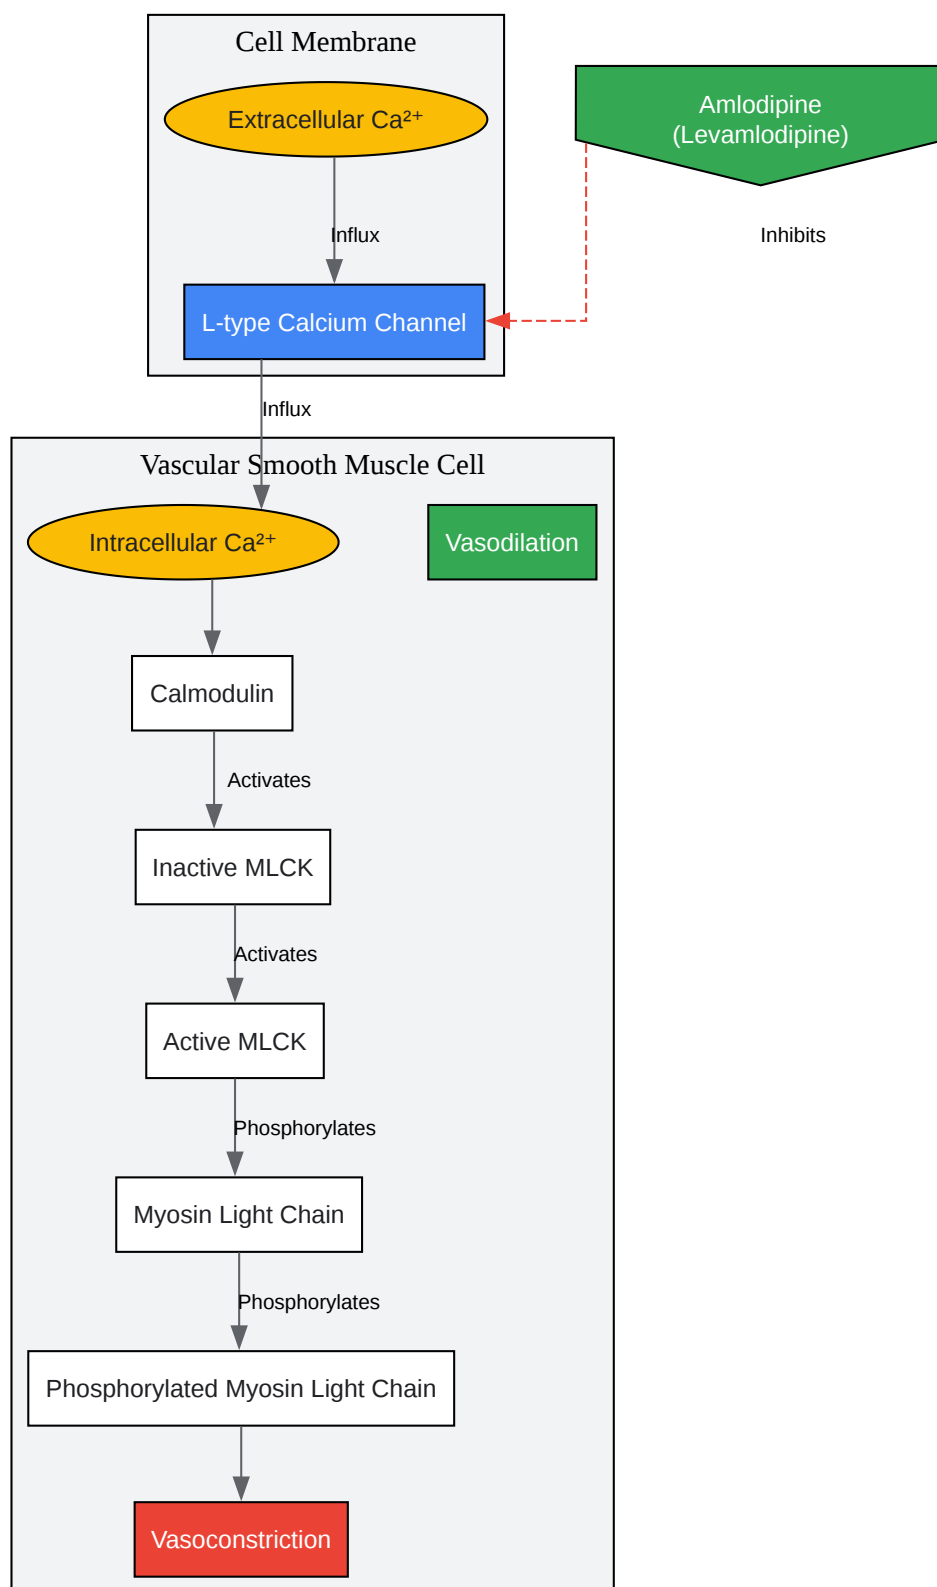 Cell Membrane
Extracellular Ca²⁺
Amlodipine
(Levamlodipine)
Influx
Inhibits
L-type Calcium Channel
Influx
Vascular Smooth Muscle Cell
Intracellular Ca²⁺
Vasodilation
Calmodulin
Activates
Inactive MLCK
Activates
Active MLCK
Phosphorylates
Myosin Light Chain
Phosphorylates
Phosphorylated Myosin Light Chain
Vasoconstriction